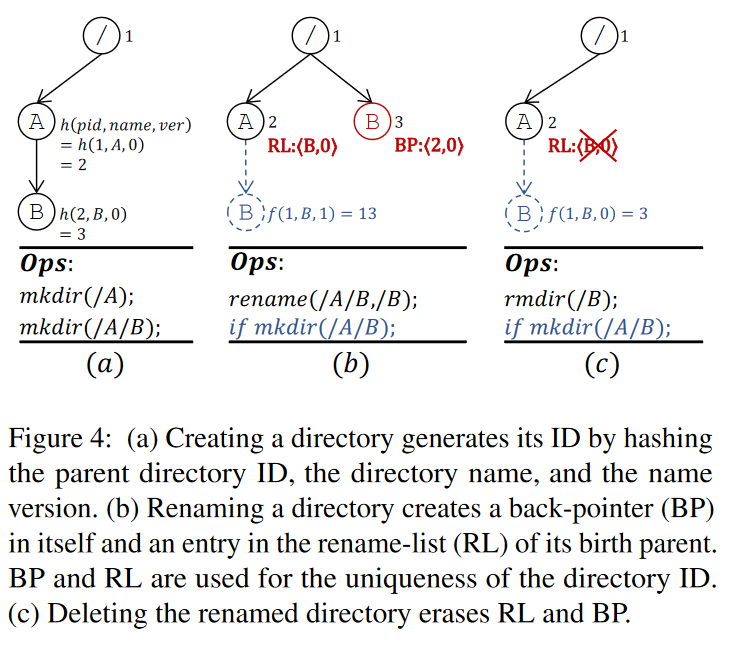 / 1
A h(pid,name,ver)
= h(1,A,0)
= 2
B h(2,B,0)
= 3
Ops:
mkdir(/A);
mkdir(/A/B);
(a)
/ 1
A 2 B 3
RL:⟨B,0⟩ BP:⟨2,0⟩
B f(1,B,1) = 13
Ops:
rename(/A/B,/B);
if mkdir(/A/B);
(b)
/ 1
A 2
RL:⟨B,0⟩
B f(1,B,0) = 3
Ops:
rmdir(/B);
if mkdir(/A/B);
(c)
Figure 4: (a) Creating a directory generates its ID by hashing
the parent directory ID, the directory name, and the name
version. (b) Renaming a directory creates a back-pointer (BP)
in itself and an entry in the rename-list (RL) of its birth parent.
BP and RL are used for the uniqueness of the directory ID.
(c) Deleting the renamed directory erases RL and BP.